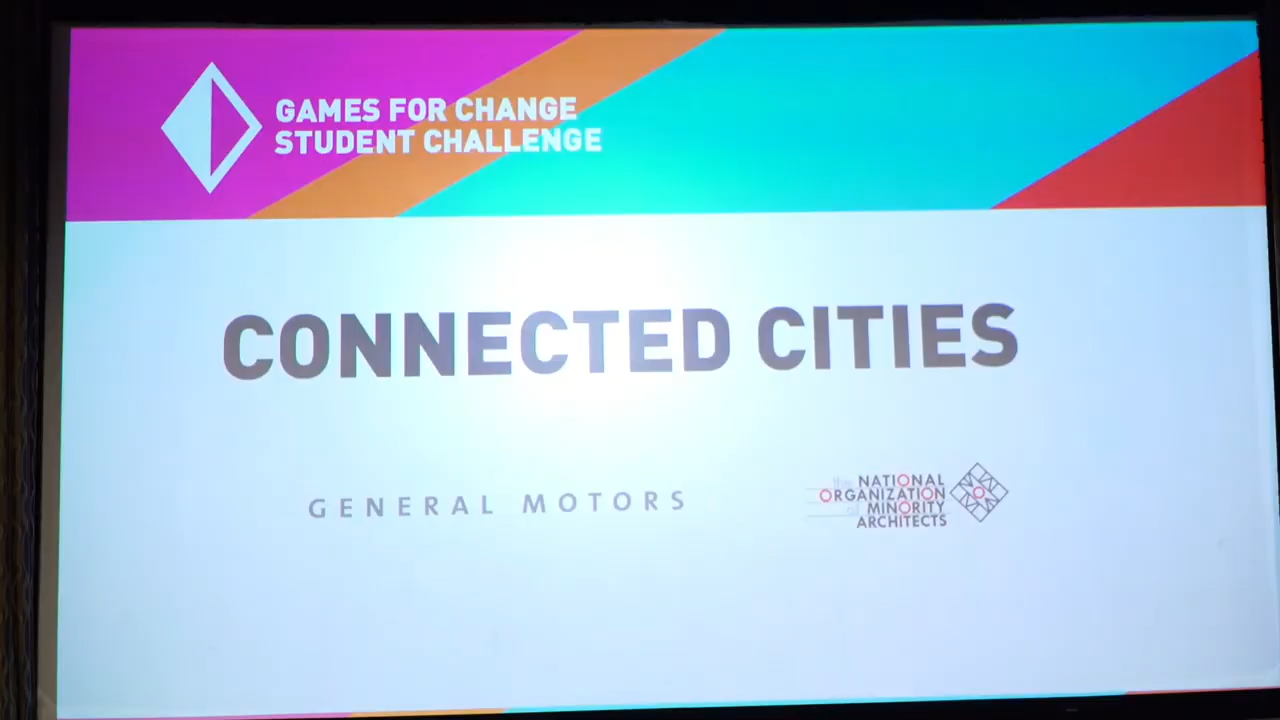 GAMES FOR CHANGE
STUDENT CHALLENGE
CONNECTED CITIES
GENERAL MOTORS
the NATIONAL
ORGANIZATION
of MINORITY
ARCHITECTS